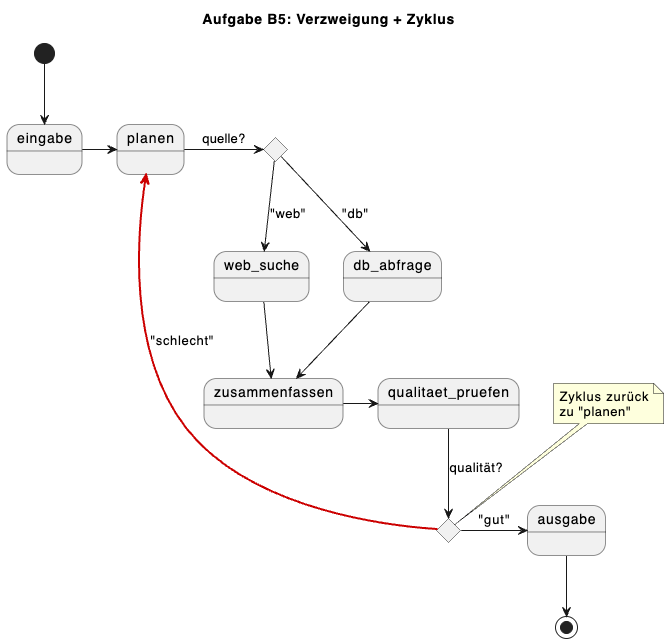 Aufgabe B5: Verzweigung + Zyklus
eingabe
planen
quelle?
"web"
"db"
web_suche
db_abfrage
"schlecht"
zusammenfassen
qualitaet_pruefen
Zyklus zurück
zu "planen"
qualität?
"gut"
ausgabe